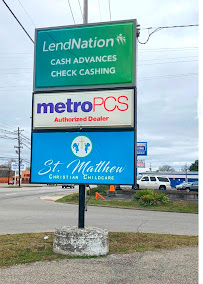 LendNation
CASH ADVANCES
CHECK CASHING
metroPCS
Authorized Dealer
St. Matthew
CHRISTIAN CHILDCARE